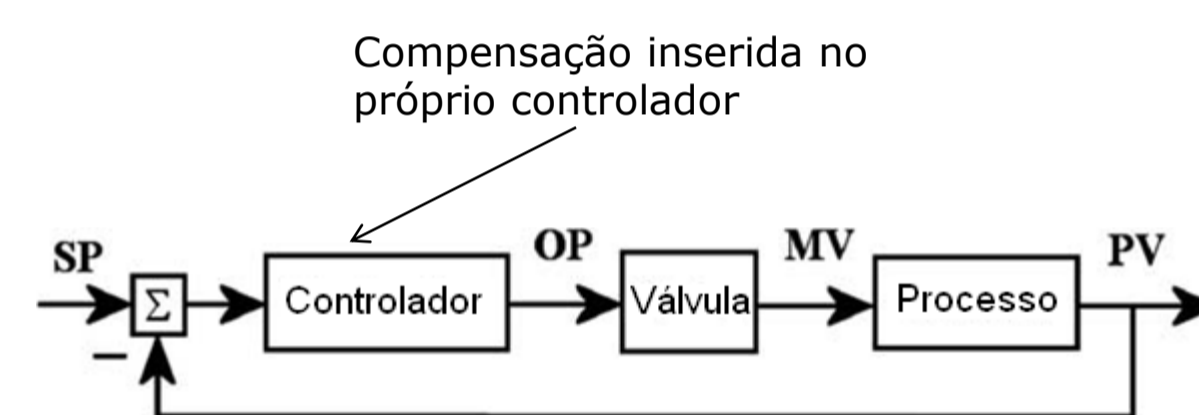 Compensação inserida no
próprio controlador
SP
OP
MV
PV
Σ
Controlador
Válvula
Processo
−